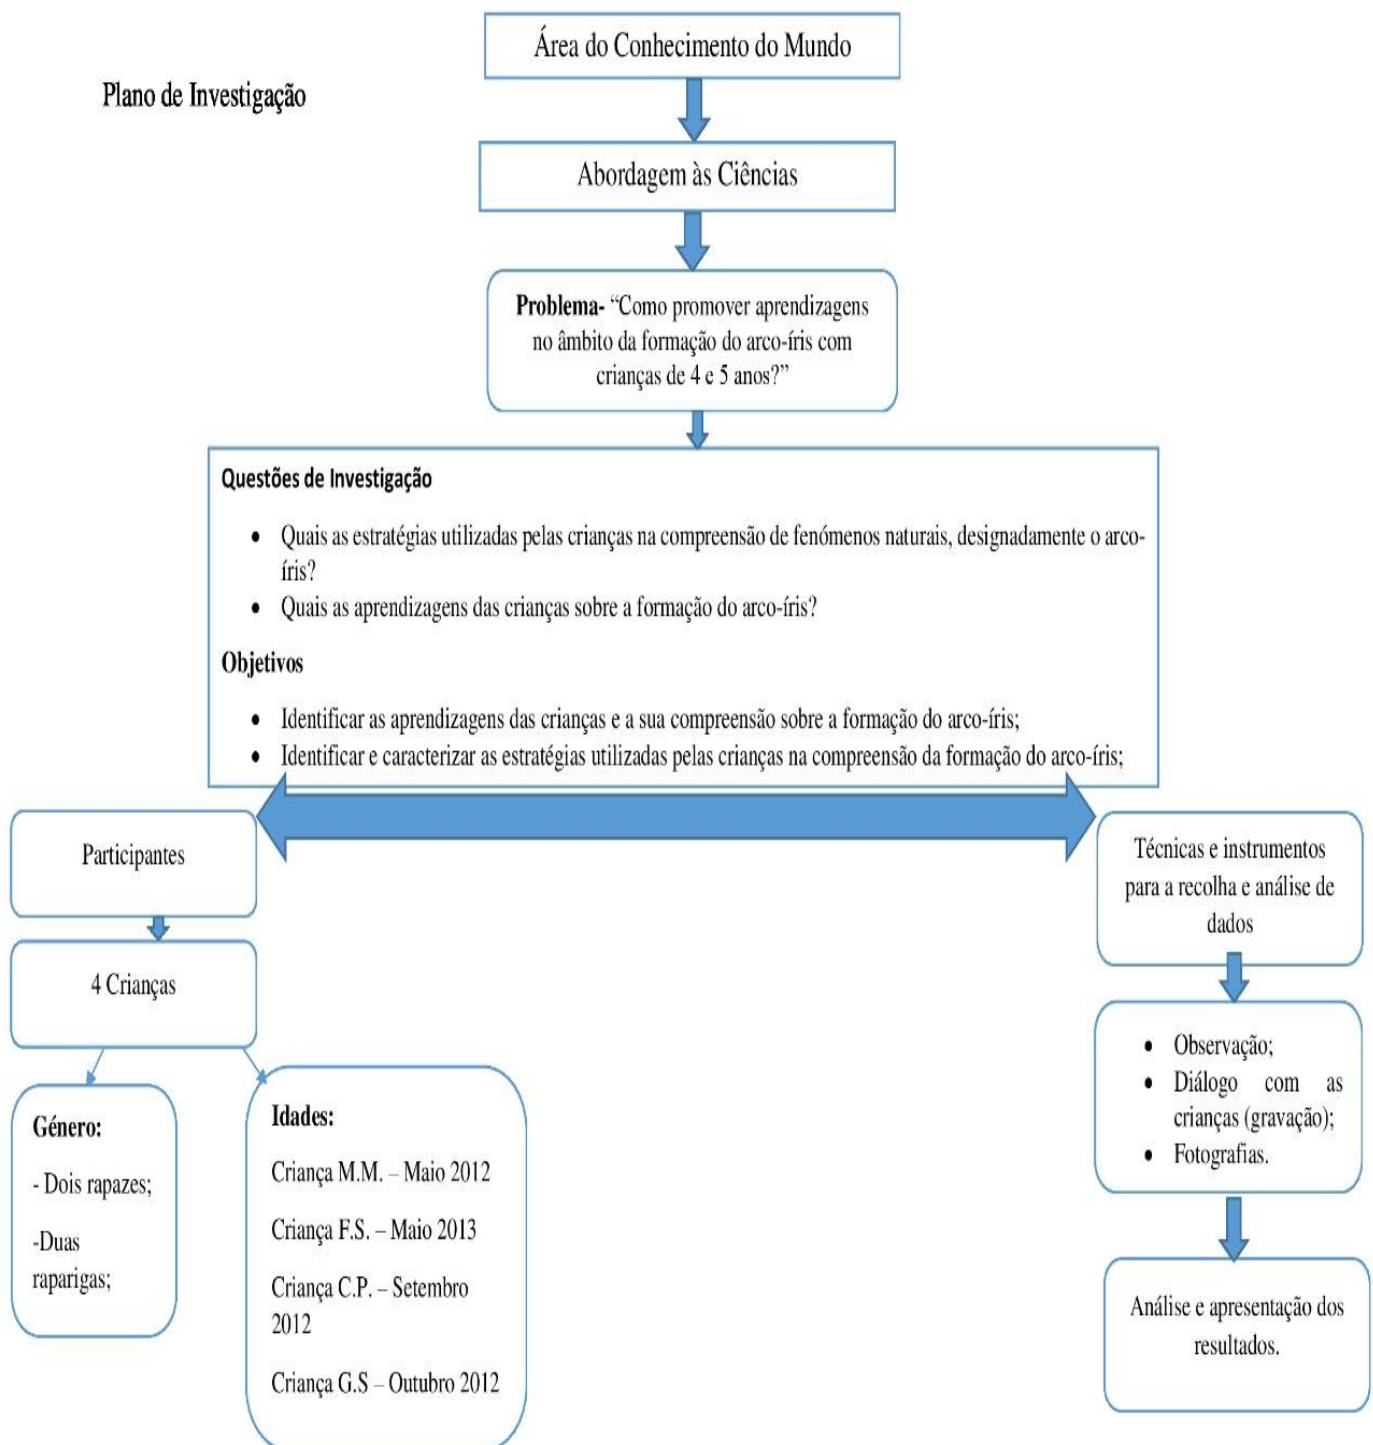 Área do Conhecimento do Mundo
Plano de Investigação
Abordagem às Ciências
Problema- “Como promover aprendizagens
no âmbito da formação do arco-íris com
crianças de 4 e 5 anos?”
Questões de Investigação
• Quais as estratégias utilizadas pelas crianças na compreensão de fenómenos naturais, designadamente o arco-
íris?
• Quais as aprendizagens das crianças sobre a formação do arco-íris?
Objetivos
• Identificar as aprendizagens das crianças e a sua compreensão sobre a formação do arco-íris;
• Identificar e caracterizar as estratégias utilizadas pelas crianças na compreensão da formação do arco-íris;
Participantes
4 Crianças
Género:
- Dois rapazes;
-Duas
raparigas;
Idades:
Criança M.M. – Maio 2012
Criança F.S. – Maio 2013
Criança C.P. – Setembro
2012
Criança G.S – Outubro 2012
Técnicas e instrumentos
para a recolha e análise de
dados
• Observação;
• Diálogo com as
crianças (gravação);
• Fotografias.
Análise e apresentação dos
resultados.